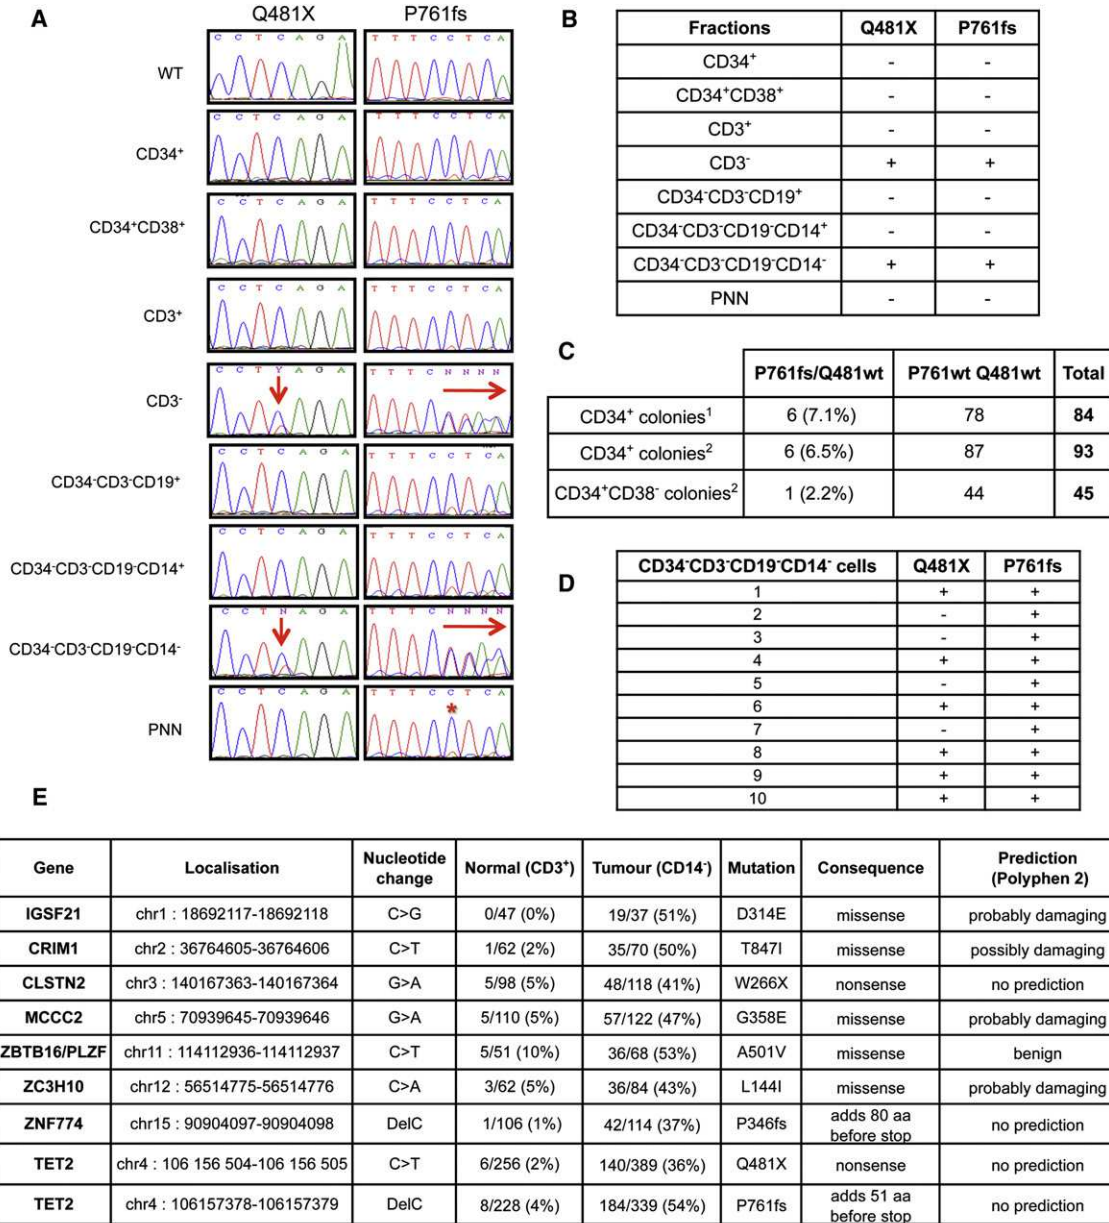 A
Q481X P761fs
WT
C C T C A G A T T T C C T C A
CD34+
C C T C A G A T T T C C T C A
CD34+CD38+
C C T C A G A T T T C C T C A
CD3+
C C T C A G A T T T C C T C A
CD3-
C C T Y A G A T T T C N N N N
CD34-CD3-CD19+
C C T C A G A T T T C C T C A
CD34-CD3-CD19-CD14+
C C T C A G A T T T C C T C A
CD34-CD3-CD19-CD14-
C C T N A G A T T T C N N N N
PNN
C C T C A G A T T T C C T C A
*
B
Fractions Q481X P761fs
CD34+ - -
CD34+CD38+ - -
CD3+ - -
CD3- + +
CD34-CD3-CD19+ - -
CD34-CD3-CD19-CD14+ - -
CD34-CD3-CD19-CD14- + +
PNN - -
C
P761fs/Q481wt P761wt Q481wt Total
CD34+ colonies1 6 (7.1%) 78 84
CD34+ colonies2 6 (6.5%) 87 93
CD34+CD38- colonies2 1 (2.2%) 44 45
D
CD34-CD3-CD19-CD14- cells Q481X P761fs
1 + +
2 - +
3 - +
4 + +
5 - +
6 + +
7 - +
8 + +
9 + +
10 + +
E
Gene Localisation Nucleotide change Normal (CD3+) Tumour (CD14-) Mutation Consequence Prediction (Polyphen 2)
IGSF21 chr1 : 18692117-18692118 C>G 0/47 (0%) 19/37 (51%) D314E missense probably damaging
CRIM1 chr2 : 36764605-36764606 C>T 1/62 (2%) 35/70 (50%) T847I missense possibly damaging
CLSTN2 chr3 : 140167363-140167364 G>A 5/98 (5%) 48/118 (41%) W266X nonsense no prediction
MCCC2 chr5 : 70939645-70939646 G>A 5/110 (5%) 57/122 (47%) G358E missense probably damaging
ZBTB16/PLZF chr11 : 114112936-114112937 C>T 5/51 (10%) 36/68 (53%) A501V missense benign
ZC3H10 chr12 : 56514775-56514776 C>A 3/62 (5%) 36/84 (43%) L144I missense probably damaging
ZNF774 chr15 : 90904097-90904098 DelC 1/106 (1%) 42/114 (37%) P346fs adds 80 aa before stop no prediction
TET2 chr4 : 106 156 504-106 156 505 C>T 6/256 (2%) 140/389 (36%) Q481X nonsense no prediction
TET2 chr4 : 106157378-106157379 DelC 8/228 (4%) 184/339 (54%) P761fs adds 51 aa before stop no prediction